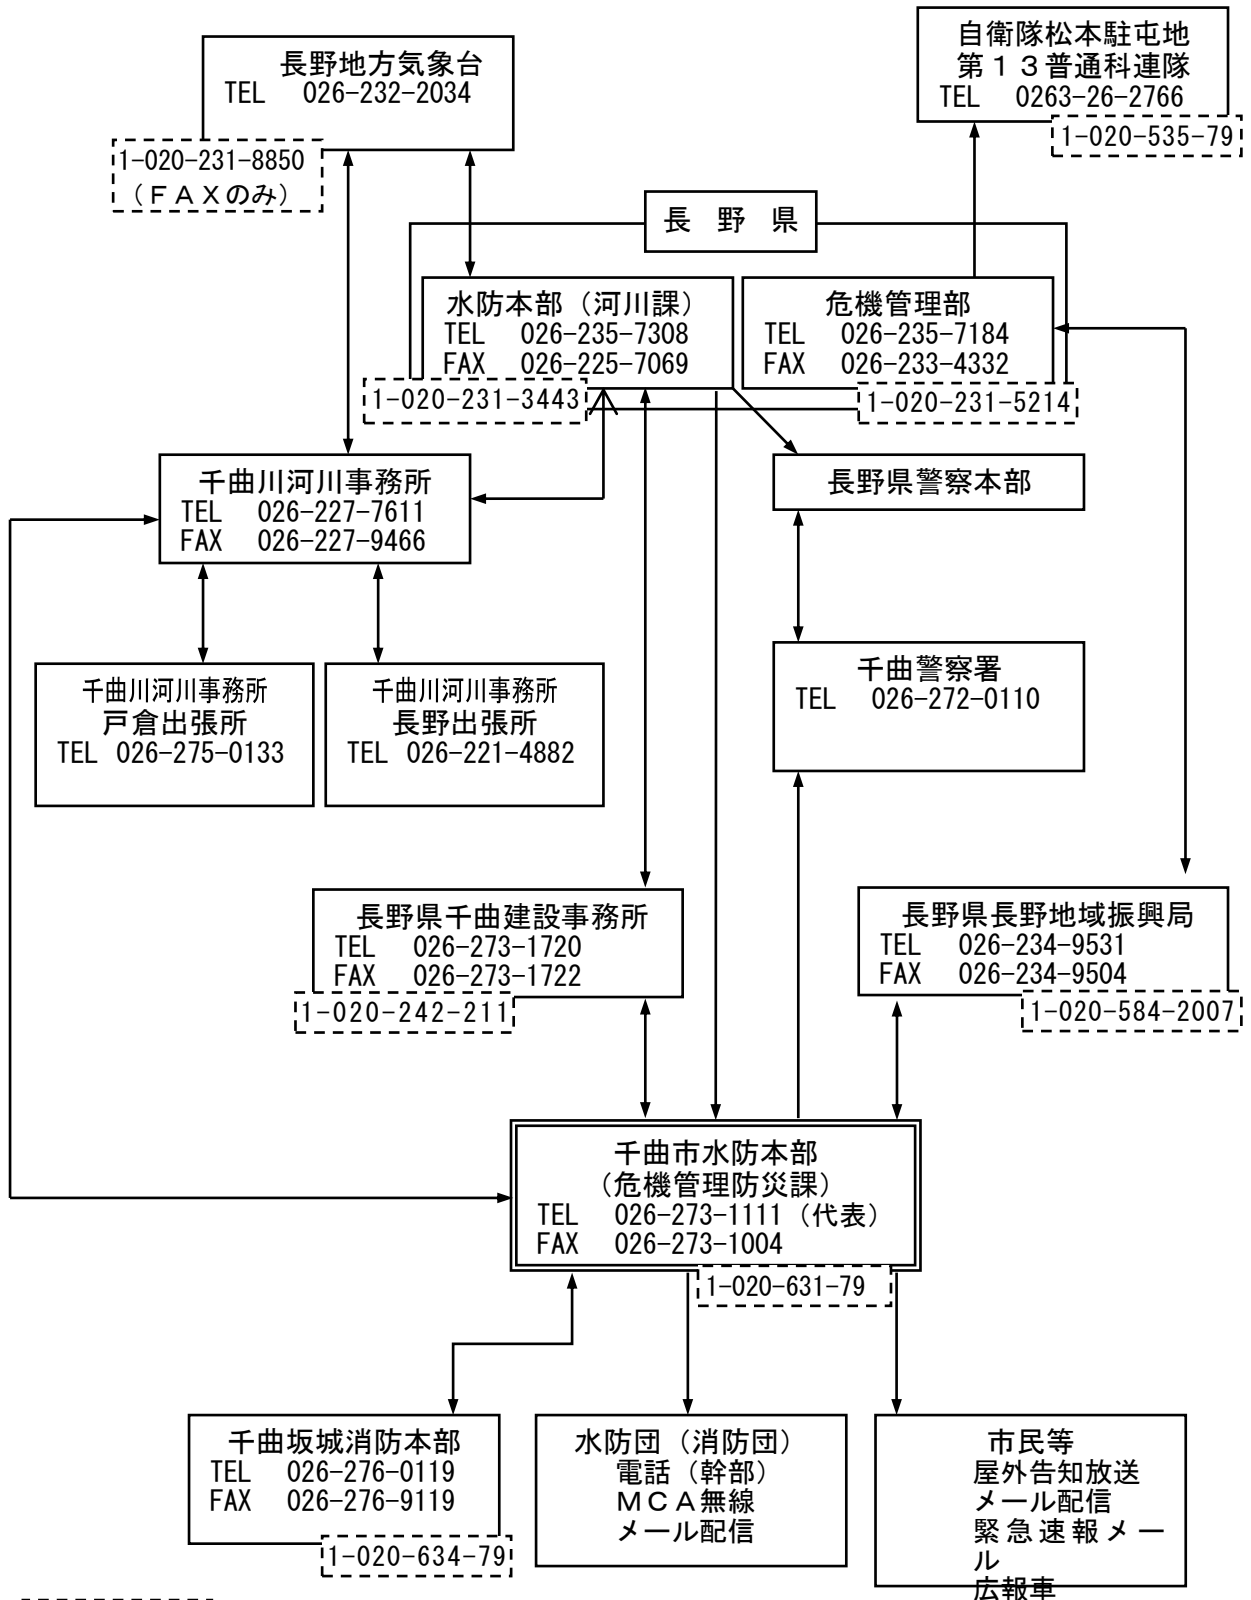 自衛隊松本駐屯地
第１３普通科連隊
TEL 0263-26-2766
1-020-535-79
長野地方気象台
TEL 026-232-2034
1-020-231-8850
（ＦＡＸのみ）
長 野 県
水防本部（河川課）
TEL 026-235-7308
FAX 026-225-7069
1-020-231-3443
危機管理部
TEL 026-235-7184
FAX 026-233-4332
1-020-231-5214
千曲川河川事務所
TEL 026-227-7611
FAX 026-227-9466
長野県警察本部
千曲川河川事務所
戸倉出張所
TEL 026-275-0133
千曲川河川事務所
長野出張所
TEL 026-221-4882
千曲警察署
TEL 026-272-0110
長野県千曲建設事務所
TEL 026-273-1720
FAX 026-273-1722
1-020-242-211
長野県長野地域振興局
TEL 026-234-9531
FAX 026-234-9504
1-020-584-2007
千曲市水防本部
（危機管理防災課）
TEL 026-273-1111（代表）
FAX 026-273-1004
1-020-631-79
千曲坂城消防本部
TEL 026-276-0119
FAX 026-276-9119
1-020-634-79
水防団（消防団）
電話（幹部）
ＭＣＡ無線
メール配信
市民等
屋外告知放送
メール配信
緊急速報メー
ル
広報車